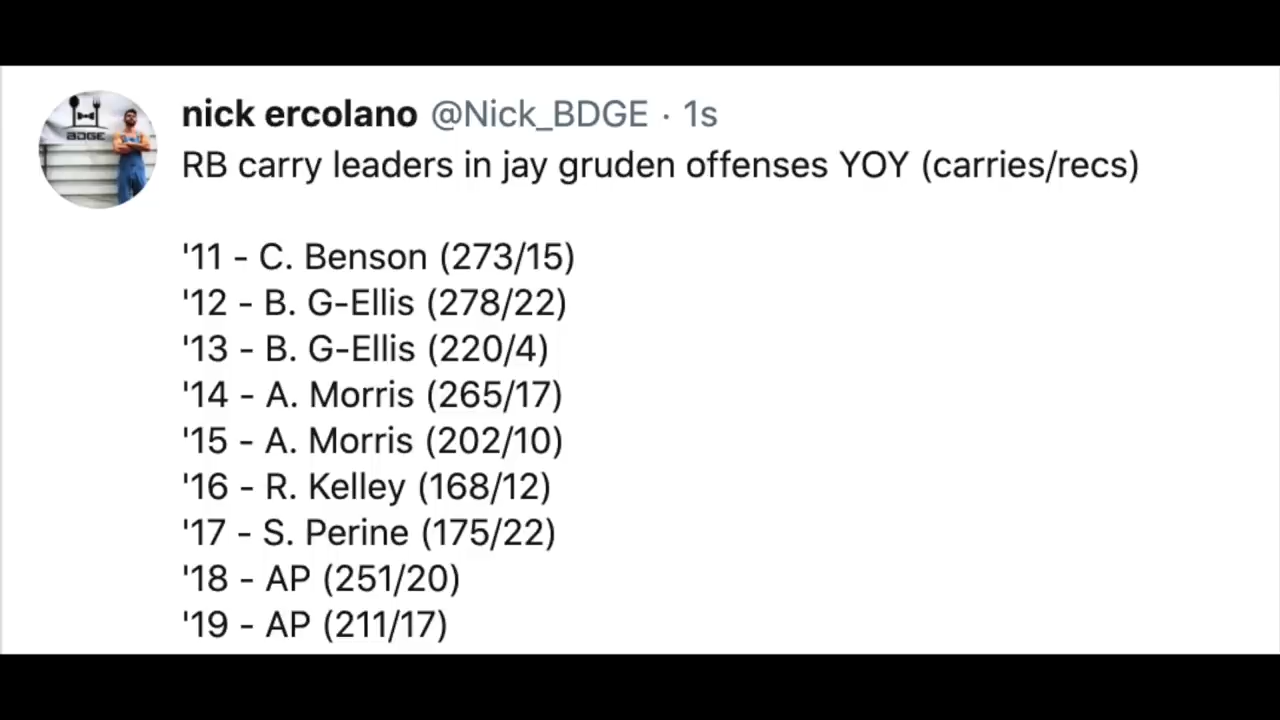 BDGE
nick ercolano @Nick_BDGE · 1s
RB carry leaders in jay gruden offenses YOY (carries/recs)
'11 - C. Benson (273/15)
'12 - B. G-Ellis (278/22)
'13 - B. G-Ellis (220/4)
'14 - A. Morris (265/17)
'15 - A. Morris (202/10)
'16 - R. Kelley (168/12)
'17 - S. Perine (175/22)
'18 - AP (251/20)
'19 - AP (211/17)